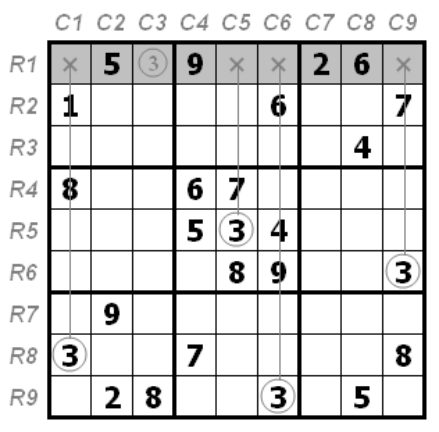 C1 C2 C3 C4 C5 C6 C7 C8 C9
R1 × 5 3 9 × × 2 6 ×
R2 1 6 7
R3 4
R4 8 6 7
R5 5 3 4
R6 8 9 3
R7 9
R8 3 7 8
R9 2 8 3 5